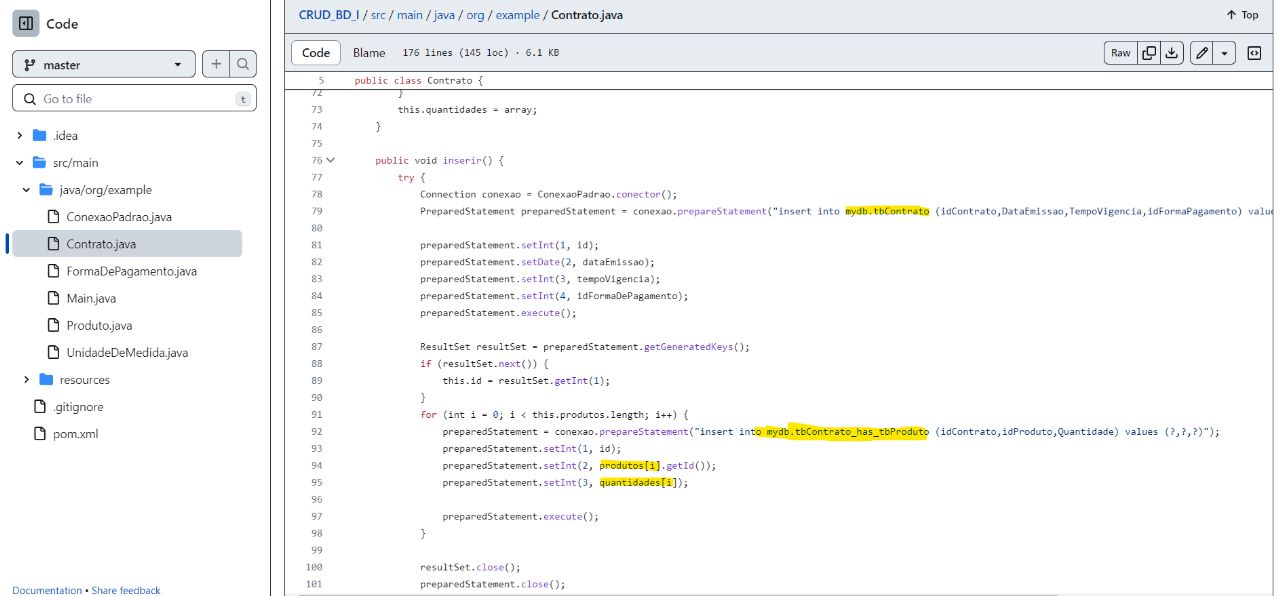 Code
master
Go to file
t
.idea
src/main
java/org/example
ConexaoPadrao.java
Contrato.java
FormaDePagamento.java
Main.java
Produto.java
UnidadeDeMedida.java
resources
.gitignore
pom.xml
Documentation • Share feedback
CRUD_BD_I / src / main / java / org / example / Contrato.java
Top
Code Blame 176 lines (145 loc) · 6.1 KB
Raw
5 public class Contrato {
72 }
73 this.quantidades = array;
74 }
75
76 public void inserir() {
77 try {
78 Connection conexao = ConexaoPadrao.conector();
79 PreparedStatement preparedStatement = conexao.prepareStatement("insert into mydb.tbContrato (idContrato,DataEmissao,TempoVigencia,idFormaPagamento) valu
80
81 preparedStatement.setInt(1, id);
82 preparedStatement.setDate(2, dataEmissao);
83 preparedStatement.setInt(3, tempoVigencia);
84 preparedStatement.setInt(4, idFormaDePagamento);
85 preparedStatement.execute();
86
87 ResultSet resultSet = preparedStatement.getGeneratedKeys();
88 if (resultSet.next()) {
89 this.id = resultSet.getInt(1);
90 }
91 for (int i = 0; i < this.produtos.length; i++) {
92 preparedStatement = conexao.prepareStatement("insert into mydb.tbContrato_has_tbProduto (idContrato,idProduto,Quantidade) values (?,?,?)");
93 preparedStatement.setInt(1, id);
94 preparedStatement.setInt(2, produtos[i].getId());
95 preparedStatement.setInt(3, quantidades[i]);
96
97 preparedStatement.execute();
98 }
99
100 resultSet.close();
101 preparedStatement.close();